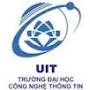 UIT
TRƯỜNG ĐẠI HỌC
CÔNG NGHỆ THÔNG TIN